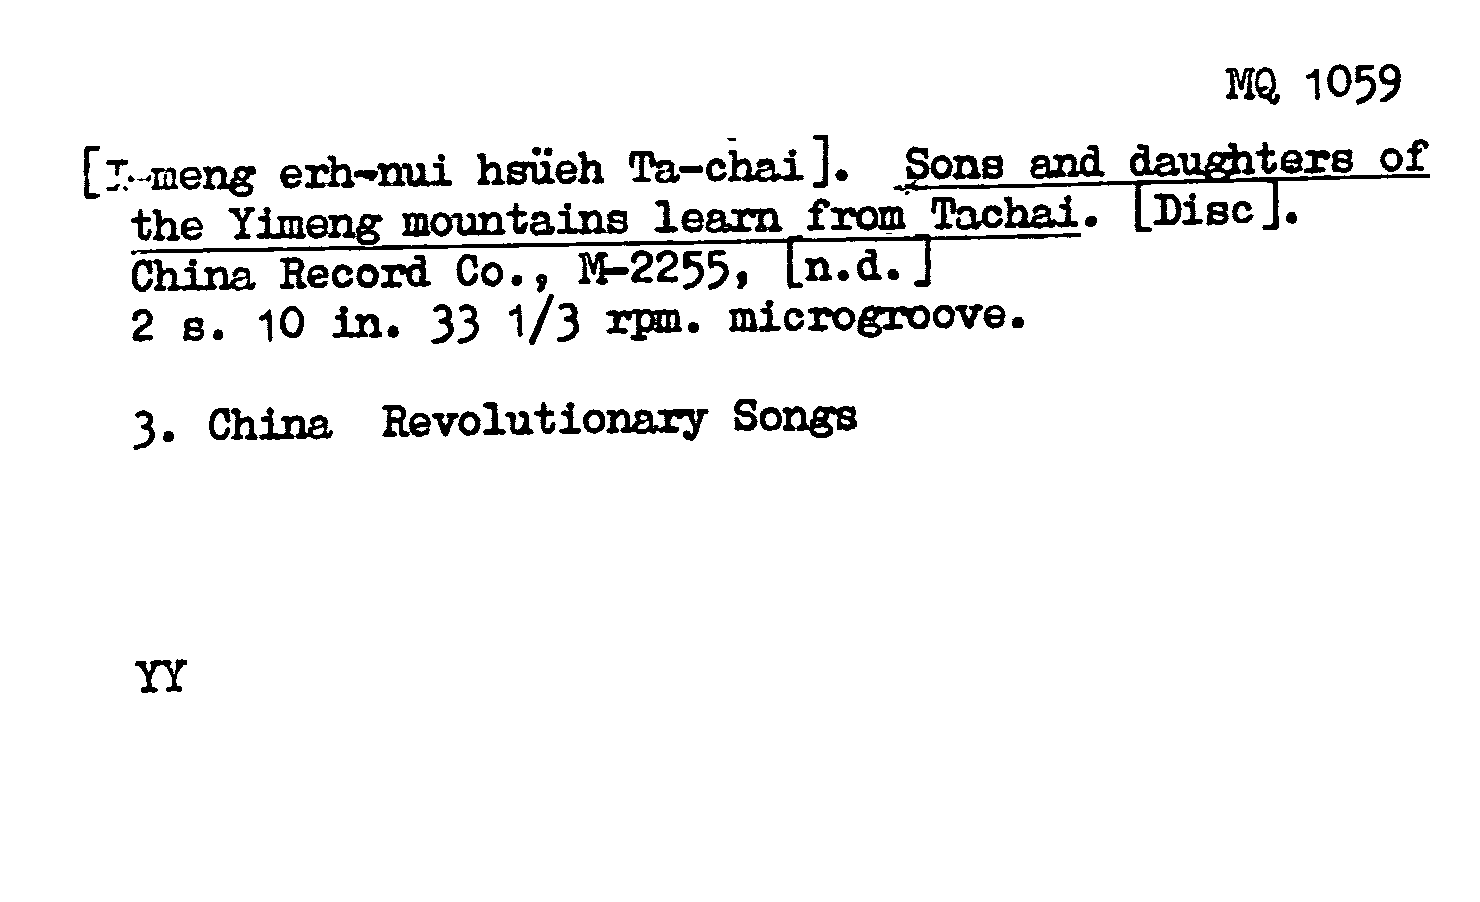 MQ 1059
[I-meng erh-nui hsüeh Ta-chai]. Sons and daughters of
the Yimeng mountains learn from Tachai. [Disc].
China Record Co., M-2255, [n.d.]
2 s. 10 in. 33 1/3 rpm. microgroove.
3. China Revolutionary Songs
YY